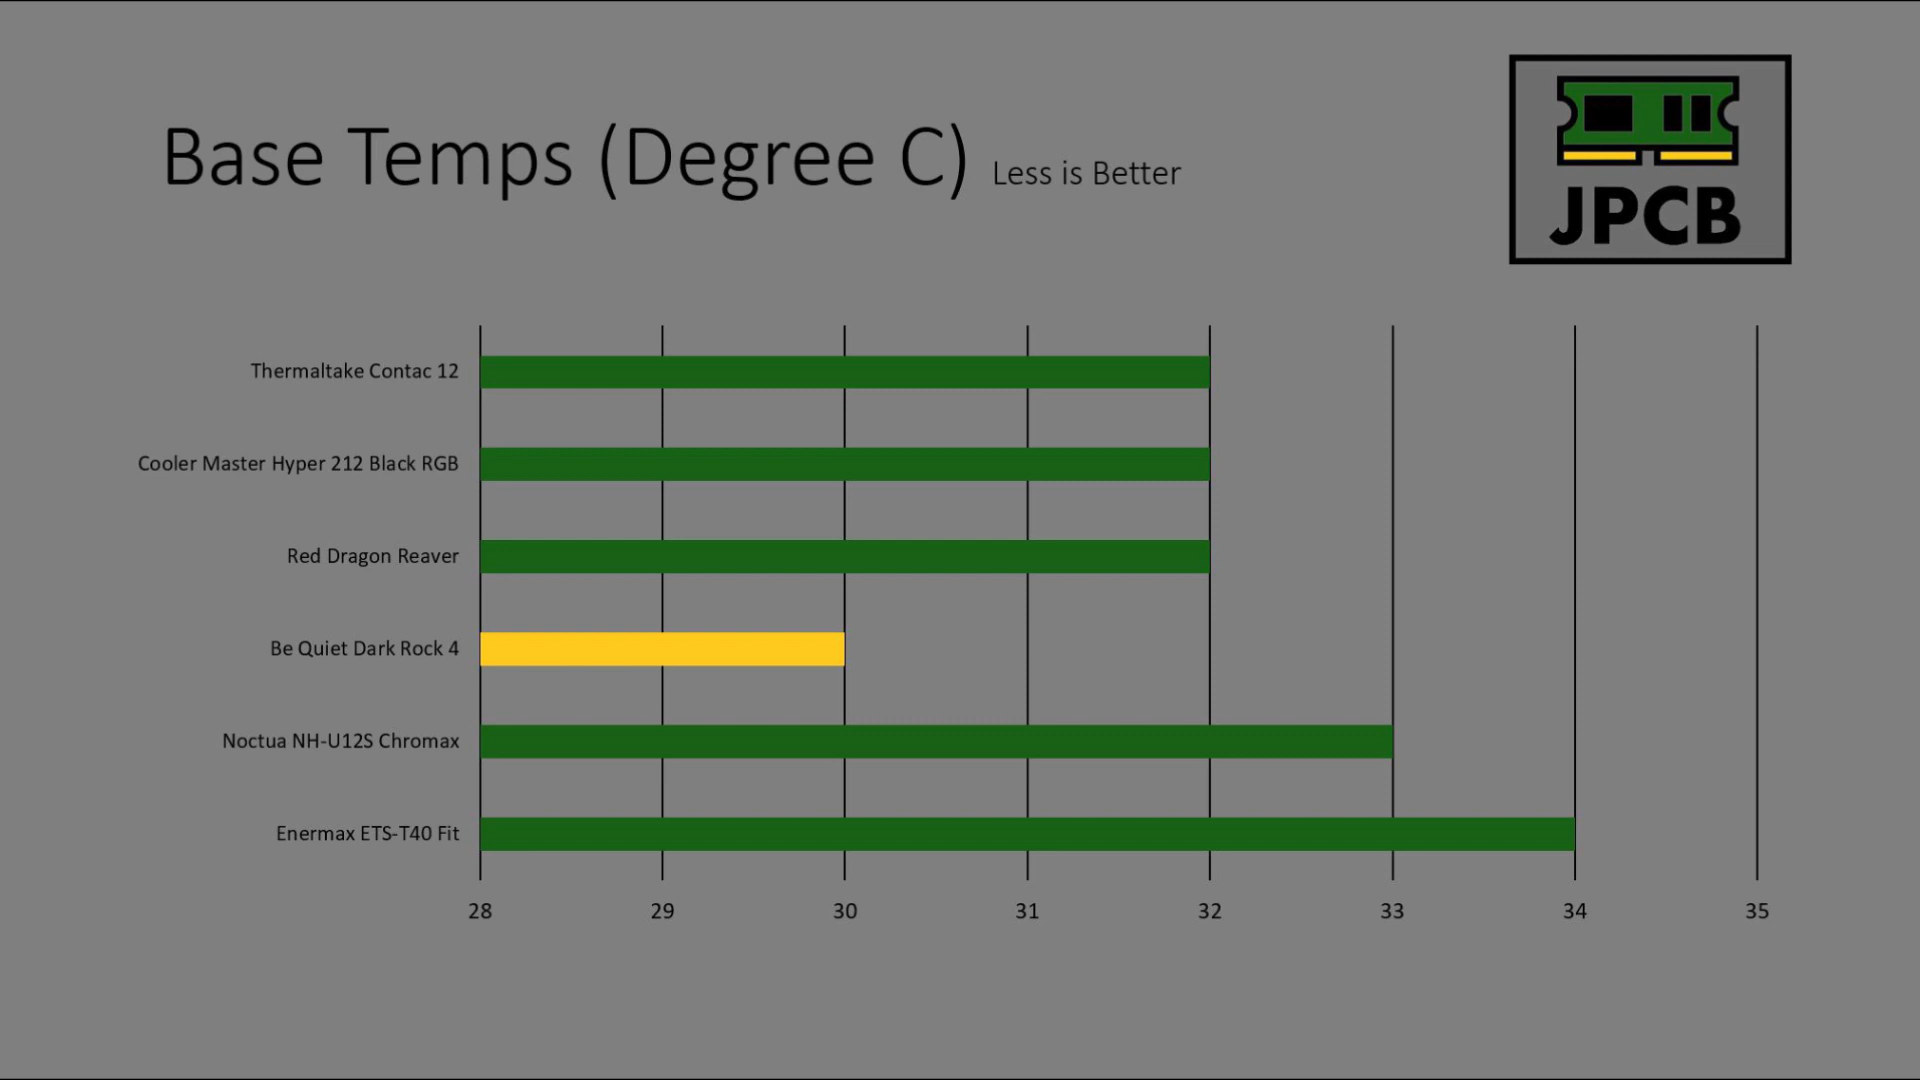 Base Temps (Degree C) Less is Better
JPCB
Thermaltake Contac 12
Cooler Master Hyper 212 Black RGB
Red Dragon Reaver
Be Quiet Dark Rock 4
Noctua NH-U12S Chromax
Enermax ETS-T40 Fit
28 29 30 31 32 33 34 35